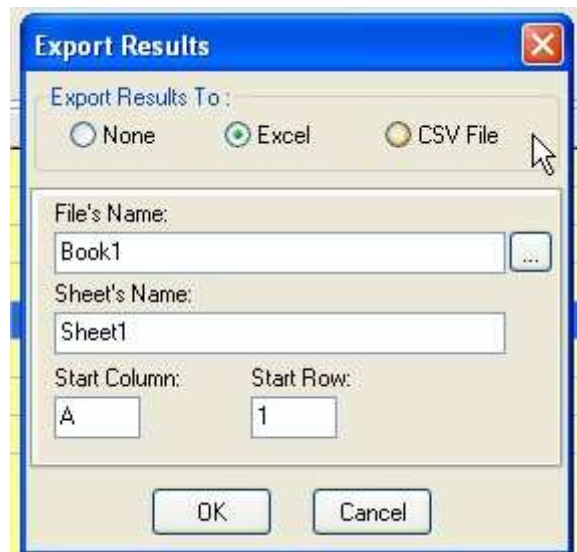 Export Results
Export Results To :
None Excel CSV File
File's Name:
Book1
...
Sheet's Name:
Sheet1
Start Column: Start Row:
A 1
OK Cancel